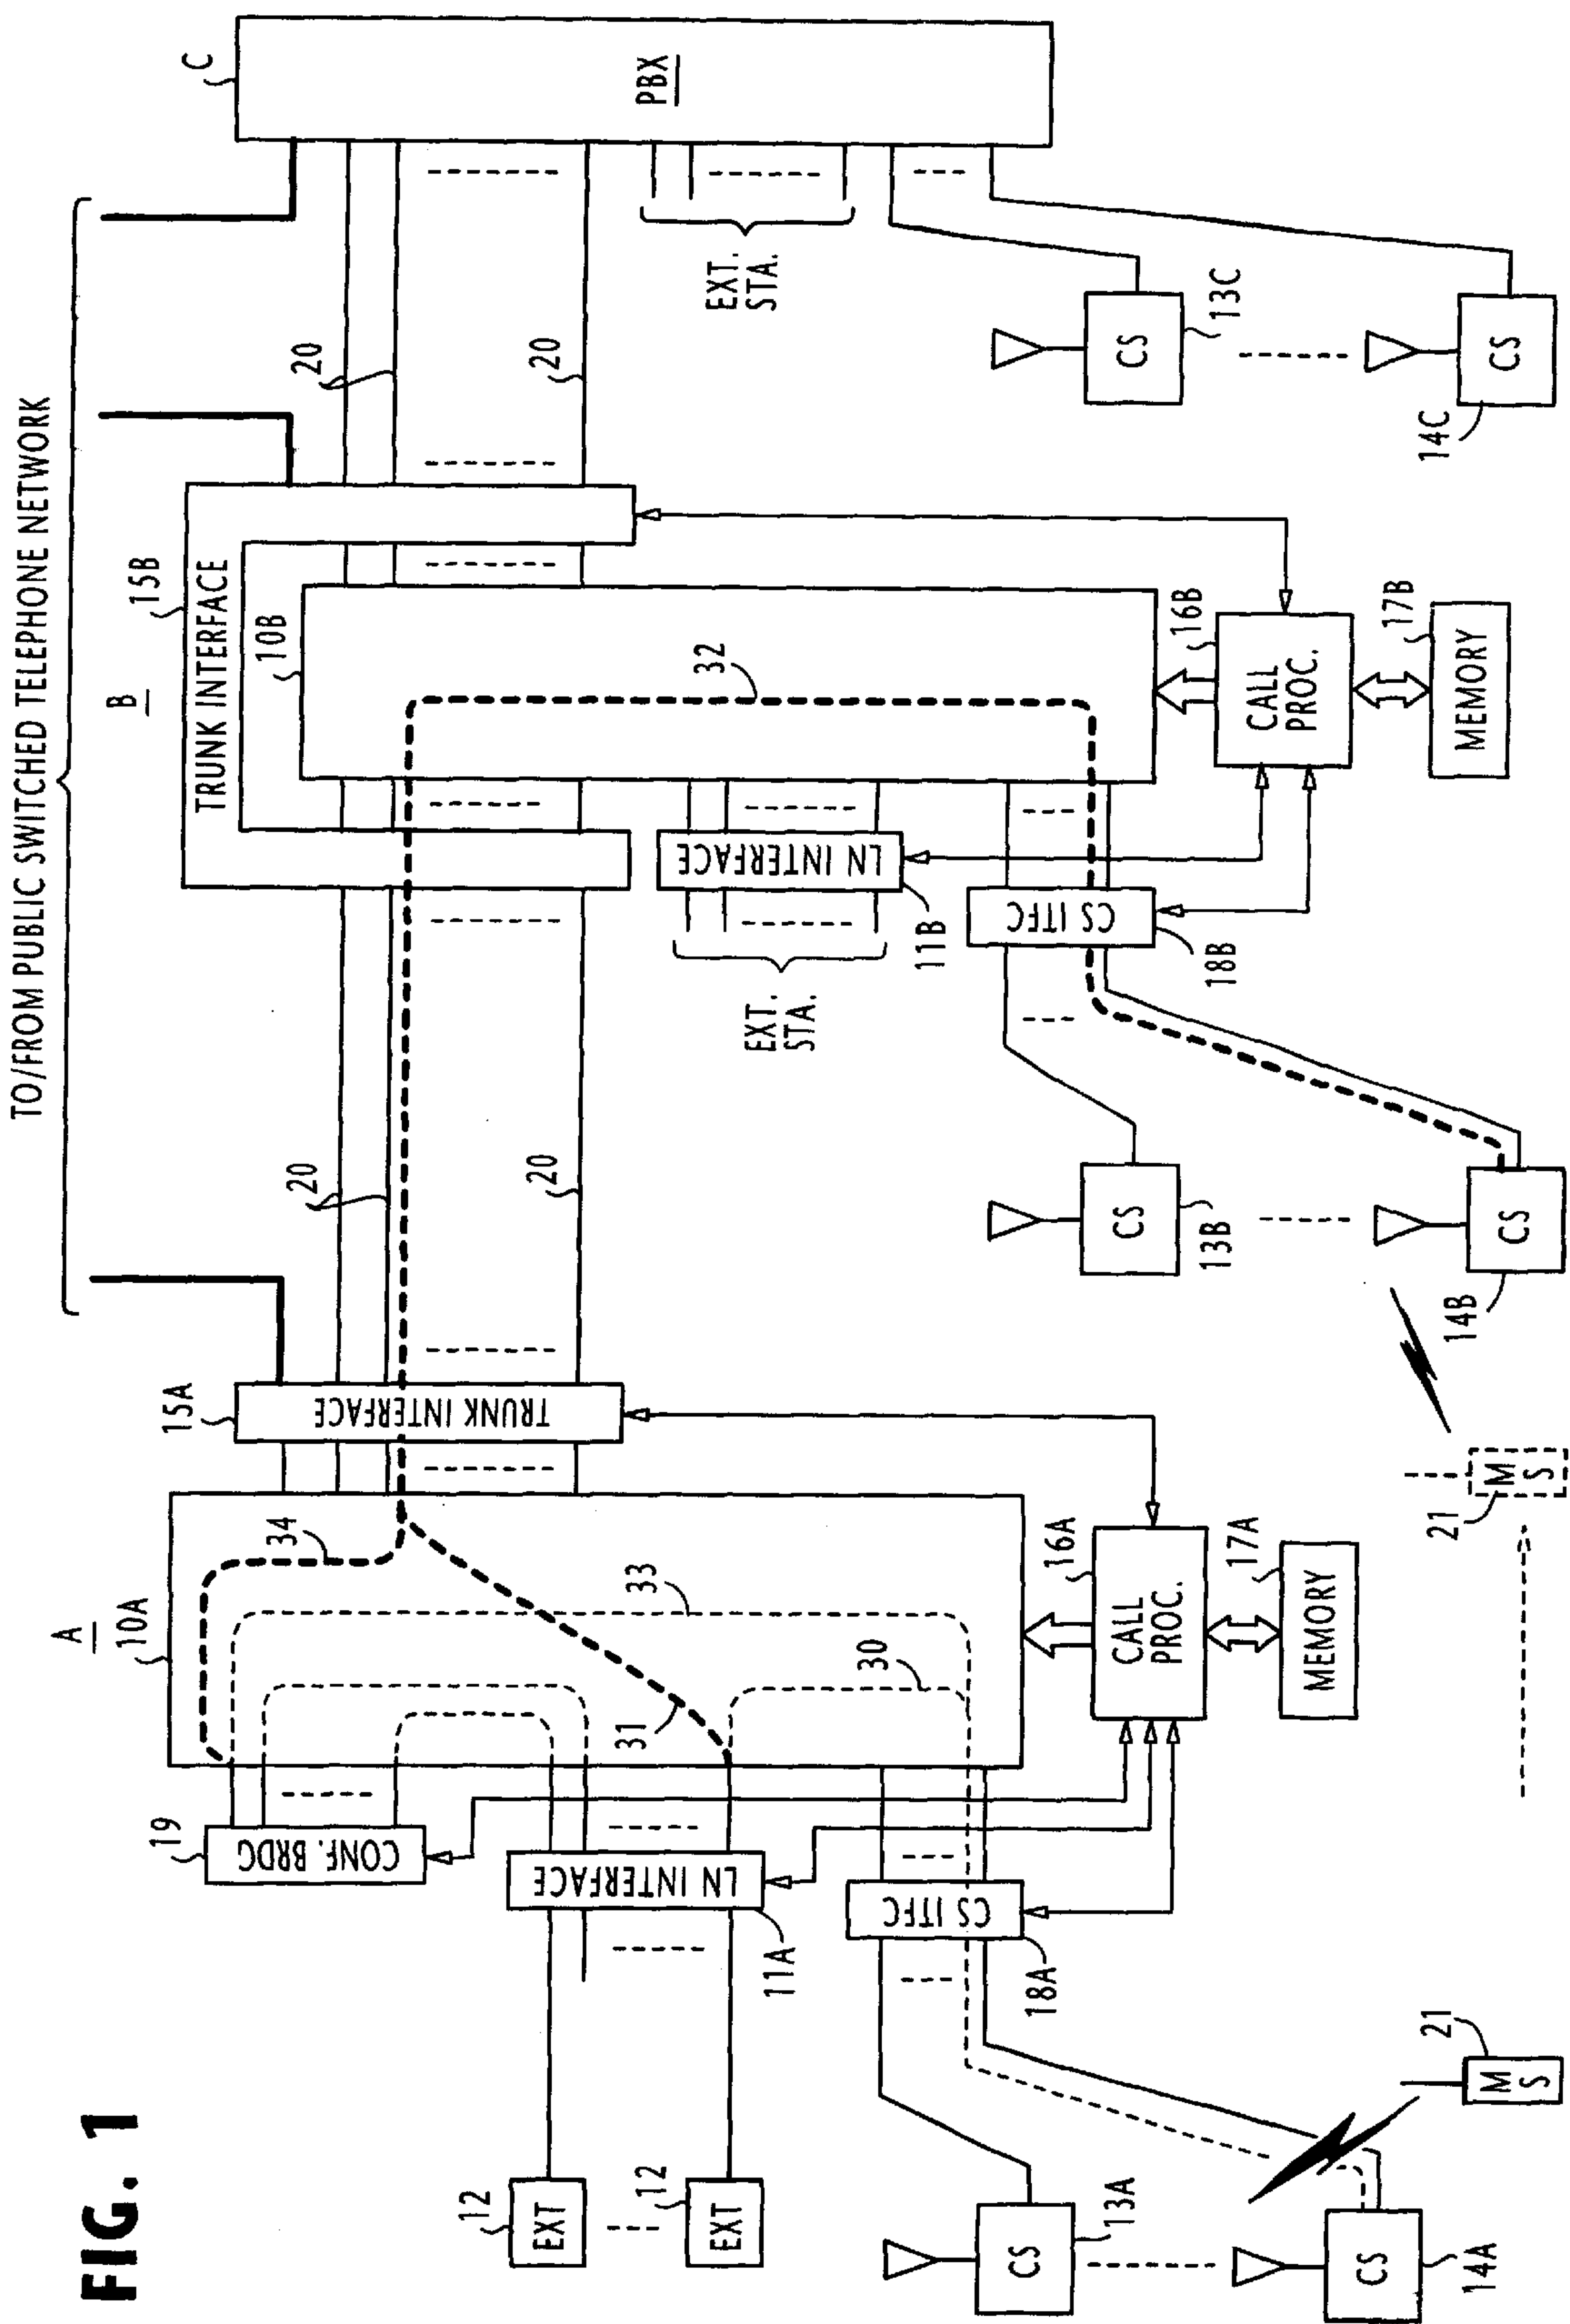 FIG. 1
TO/FROM PUBLIC SWITCHED TELEPHONE NETWORK
A
10A
34
33
30
31
19
CONF. BRDG
12
EXT
12
EXT
LN INTERFACE
11A
CS ITFC
18A
CS
13A
CS
14A
21
M
S
15A
TRUNK INTERFACE
16A
CALL
PROC.
17A
MEMORY
21
M
S
20
20
B
15B
TRUNK INTERFACE
10B
32
LN INTERFACE
11B
EXT.
STA.
CS ITFC
18B
CS
13B
CS
14B
16B
CALL
PROC.
17B
MEMORY
20
20
C
PBX
EXT.
STA.
CS
13C
CS
14C